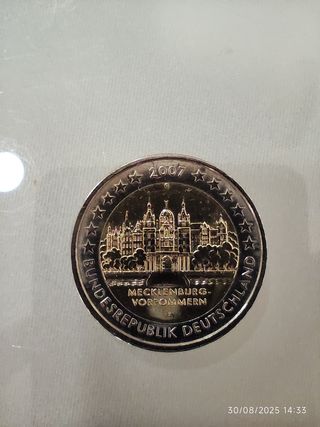 2007
MECKLENBURG-
VORPOMMERN
BUNDESREPUBLIK DEUTSCHLAND
30/08/2025 14:33